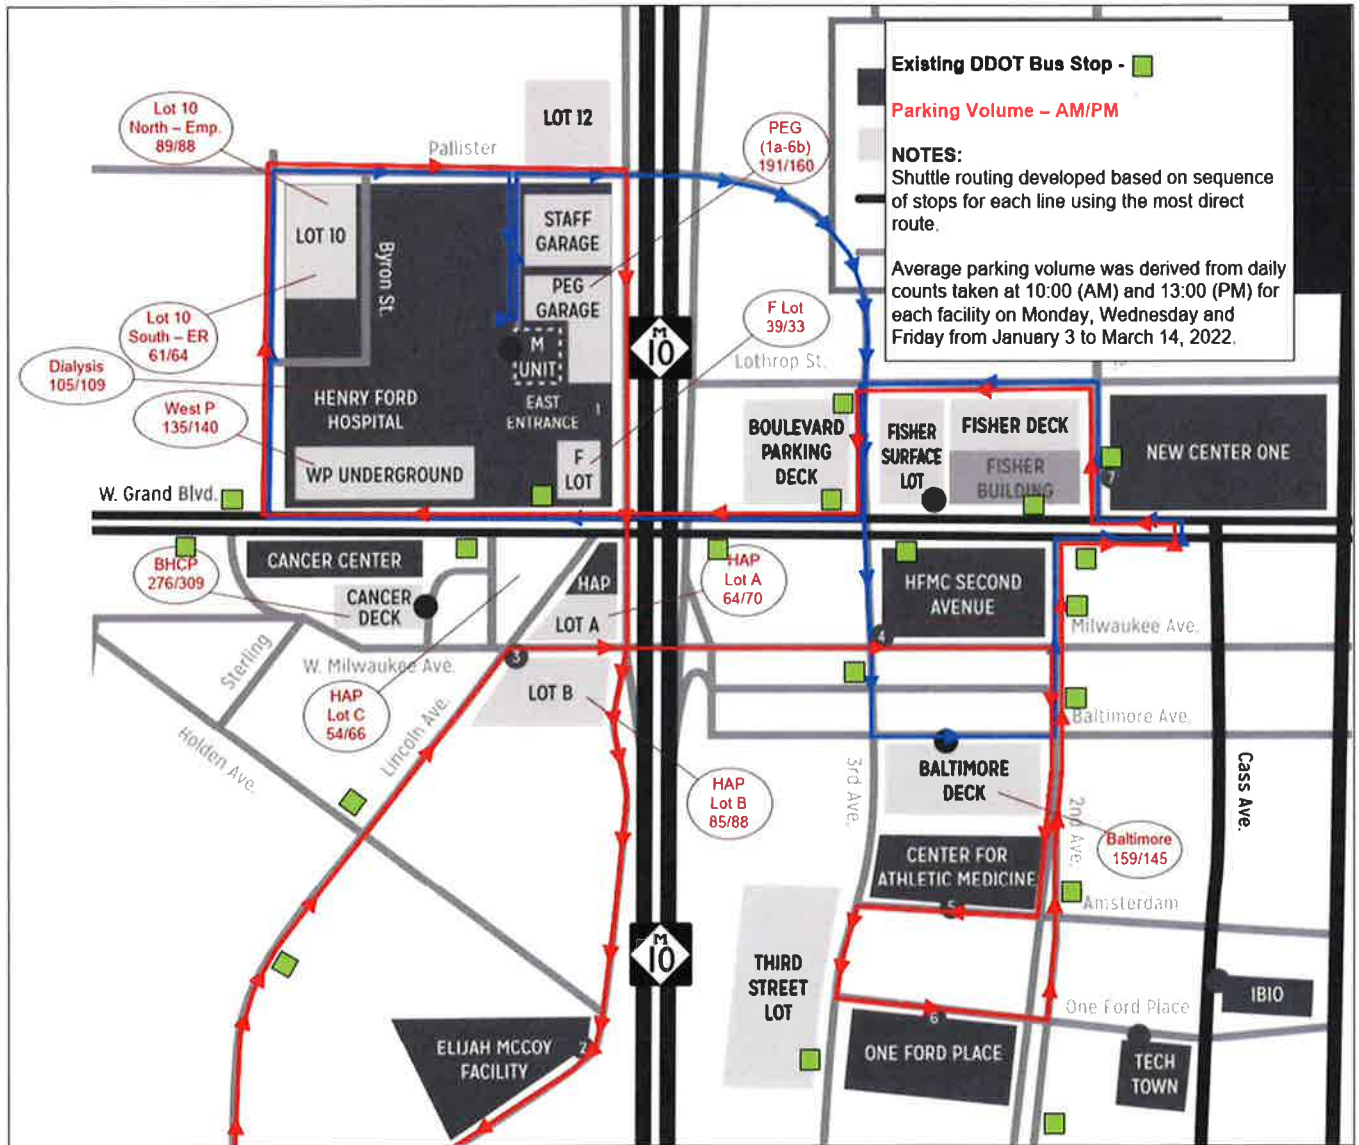 Existing DDOT Bus Stop -
Parking Volume – AM/PM
NOTES:
Shuttle routing developed based on sequence
of stops for each line using the most direct
route.
Average parking volume was derived from daily
counts taken at 10:00 (AM) and 13:00 (PM) for
each facility on Monday, Wednesday and
Friday from January 3 to March 14, 2022.
Lot 10
North – Emp.
89/88
LOT 12
Pallister
PEG
(1a-6b)
191/160
LOT 10
Byron St.
STAFF
GARAGE
PEG
GARAGE
Lot 10
South – ER
61/64
F Lot
39/33
M
10
M
UNIT
Lothrop St.
Dialysis
105/109
HENRY FORD
HOSPITAL
EAST
ENTRANCE
1
West P
135/140
WP UNDERGROUND
F
LOT
BOULEVARD
PARKING
DECK
FISHER
SURFACE
LOT
FISHER DECK
FISHER
BUILDING
7
NEW CENTER ONE
W. Grand Blvd.
BHCP
276/309
CANCER CENTER
CANCER
DECK
HAP
LOT A
HAP
Lot A
64/70
HFMC SECOND
AVENUE
4
Milwaukee Ave.
Sterling
W. Milwaukee Ave.
3
HAP
Lot C
54/66
Lincoln Ave.
LOT B
Baltimore Ave.
Holden Ave.
HAP
Lot B
85/88
3rd Ave.
BALTIMORE
DECK
2nd Ave.
Cass Ave.
Baltimore
159/145
CENTER FOR
ATHLETIC MEDICINE
5
Amsterdam
M
10
THIRD
STREET
LOT
One Ford Place
IBIO
6
ONE FORD PLACE
TECH
TOWN
ELIJAH MCCOY
FACILITY
2